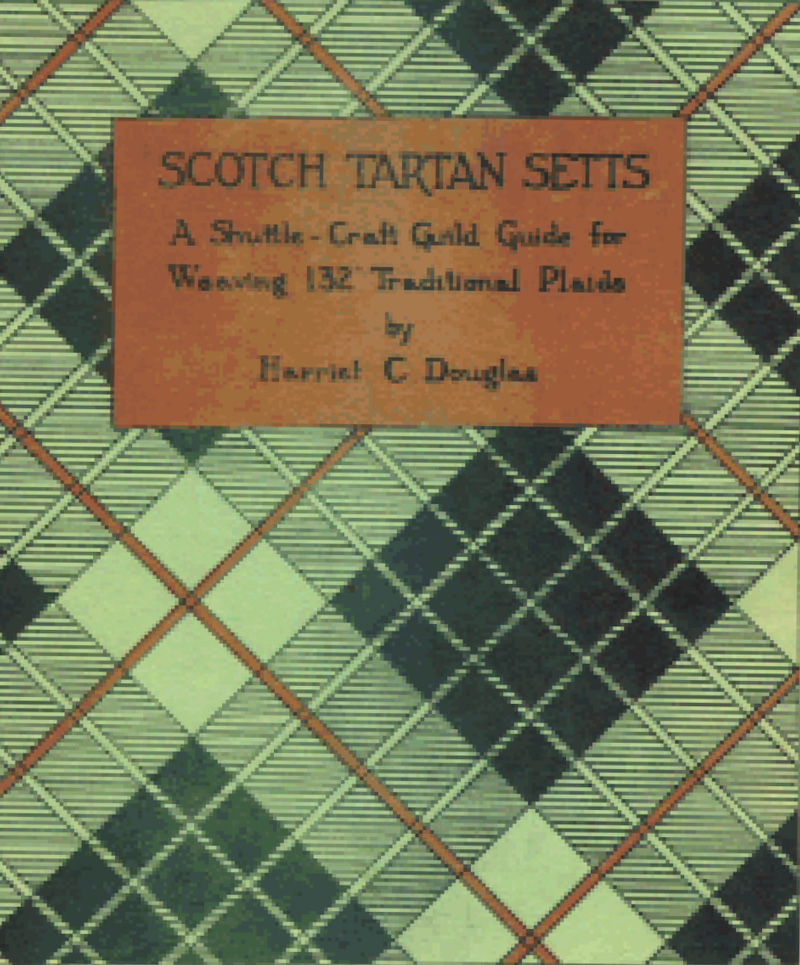 SCOTCH TARTAN SETTS
A Shuttle-Craft Guild Guide for
Weaving 132 Traditional Plaids
by
Harriet C Douglas